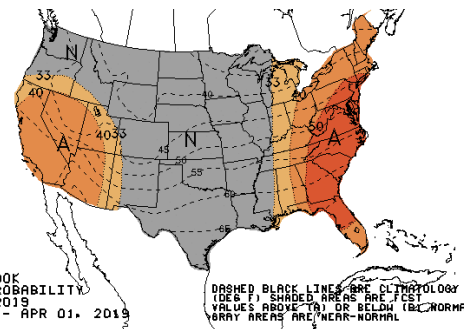 N
33
40
33
40
A
40
33
50
A
N
45
50
55
60
65
OOK
PROBABILITY
2019
- APR 01, 2019
DASHED BLACK LINES ARE CLIMATOLOGY
(DEG F) SHADED AREAS ARE FCST
VALUES ABOVE (A) OR BELOW (B) NORMAL
GRAY AREAS ARE NEAR-NORMAL